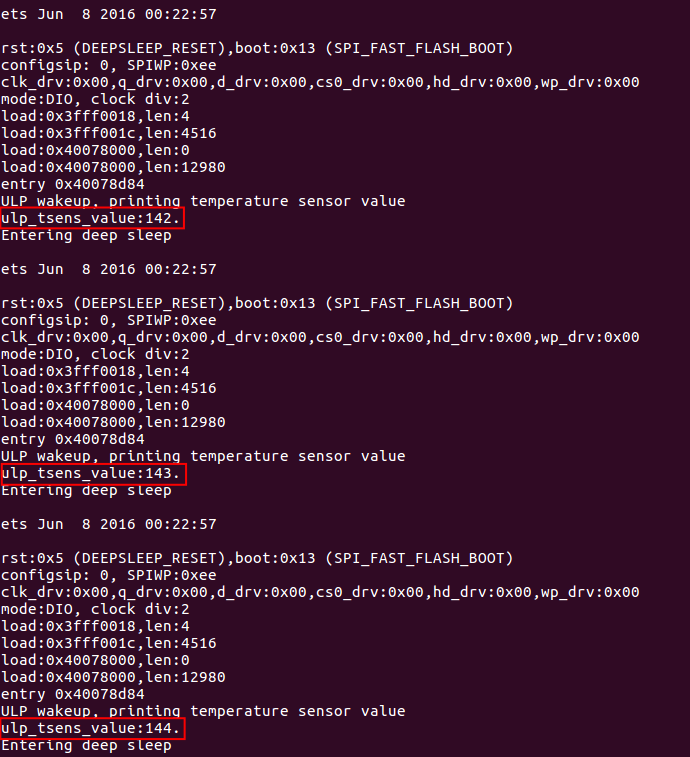 ets Jun  8 2016 00:22:57
rst:0x5 (DEEPSLEEP_RESET),boot:0x13 (SPI_FAST_FLASH_BOOT)
configsip: 0, SPIWP:0xee
clk_drv:0x00,q_drv:0x00,d_drv:0x00,cs0_drv:0x00,hd_drv:0x00,wp_drv:0x00
mode:DIO, clock div:2
load:0x3fff0018,len:4
load:0x3fff001c,len:4516
load:0x40078000,len:0
load:0x40078000,len:12980
entry 0x40078d84
ULP wakeup, printing temperature sensor value
ulp_tsens_value:142.
Entering deep sleep
ets Jun  8 2016 00:22:57
rst:0x5 (DEEPSLEEP_RESET),boot:0x13 (SPI_FAST_FLASH_BOOT)
configsip: 0, SPIWP:0xee
clk_drv:0x00,q_drv:0x00,d_drv:0x00,cs0_drv:0x00,hd_drv:0x00,wp_drv:0x00
mode:DIO, clock div:2
load:0x3fff0018,len:4
load:0x3fff001c,len:4516
load:0x40078000,len:0
load:0x40078000,len:12980
entry 0x40078d84
ULP wakeup, printing temperature sensor value
ulp_tsens_value:143.
Entering deep sleep
ets Jun  8 2016 00:22:57
rst:0x5 (DEEPSLEEP_RESET),boot:0x13 (SPI_FAST_FLASH_BOOT)
configsip: 0, SPIWP:0xee
clk_drv:0x00,q_drv:0x00,d_drv:0x00,cs0_drv:0x00,hd_drv:0x00,wp_drv:0x00
mode:DIO, clock div:2
load:0x3fff0018,len:4
load:0x3fff001c,len:4516
load:0x40078000,len:0
load:0x40078000,len:12980
entry 0x40078d84
ULP wakeup, printing temperature sensor value
ulp_tsens_value:144.
Entering deep sleep